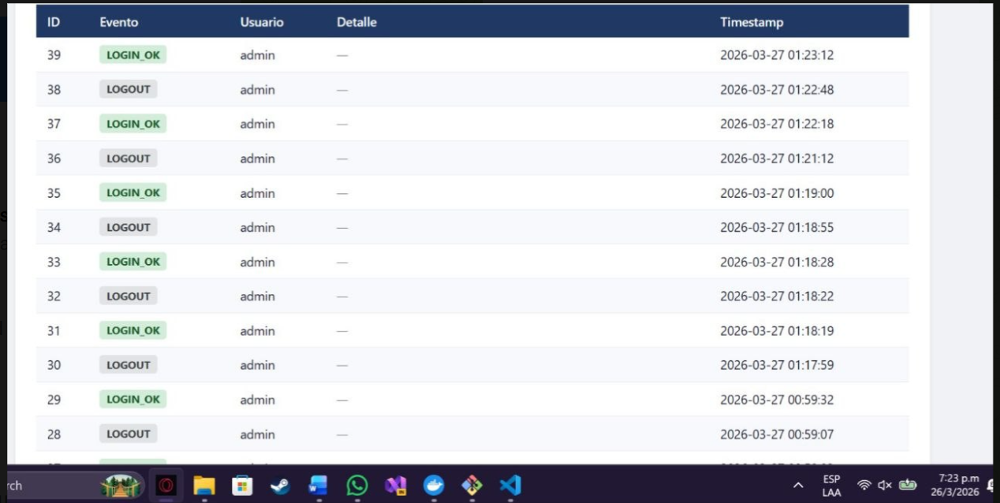 ID Evento Usuario Detalle Timestamp
39 LOGIN_OK admin — 2026-03-27 01:23:12
38 LOGOUT admin — 2026-03-27 01:22:48
37 LOGIN_OK admin — 2026-03-27 01:22:18
36 LOGOUT admin — 2026-03-27 01:21:12
35 LOGIN_OK admin — 2026-03-27 01:19:00
34 LOGOUT admin — 2026-03-27 01:18:55
33 LOGIN_OK admin — 2026-03-27 01:18:28
32 LOGOUT admin — 2026-03-27 01:18:22
31 LOGIN_OK admin — 2026-03-27 01:18:19
30 LOGOUT admin — 2026-03-27 01:17:59
29 LOGIN_OK admin — 2026-03-27 00:59:32
28 LOGOUT admin — 2026-03-27 00:59:07
rch ESP 7:23 p.m
LAA 26/3/2026